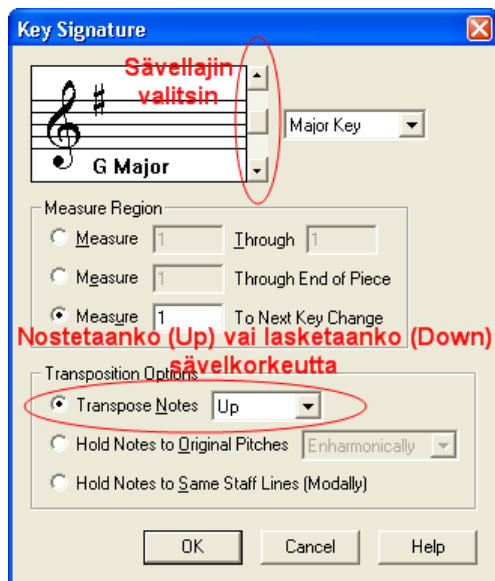 Key Signature
Sävellajin
valitsin
G Major
Major Key
Measure Region
Measure 1 Through 1
Measure 1 Through End of Piece
Measure 1 To Next Key Change
Nostetaanko (Up) vai lasketaanko (Down)
sävelkorkeutta
Transposition Options
Transpose Notes Up
Hold Notes to Original Pitches Enharmonically
Hold Notes to Same Staff Lines (Modally)
OK Cancel Help